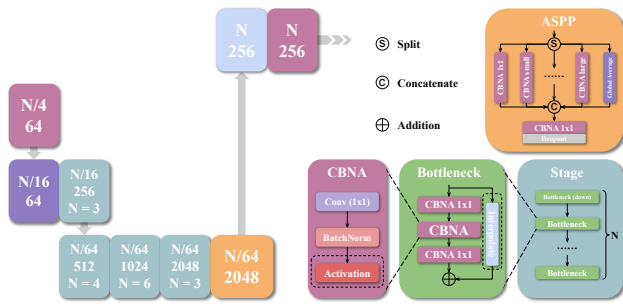 N
256
N
256
S Split
C Concatenate
Addition
ASPP
S
CBNA 1x1
CBNA small
......
CBNA large
Global Average
C
CBNA 1x1
Dropout
N/4
64
N/16
64
N/16
256
N = 3
N/64
512
N = 4
N/64
1024
N = 6
N/64
2048
N = 3
N/64
2048
CBNA
Conv (1x1)
BatchNorm
Activation
Bottleneck
CBNA 1x1
CBNA
CBNA 1x1
Interpolate
Stage
Bottleneck (down)
Bottleneck
......
Bottleneck
N